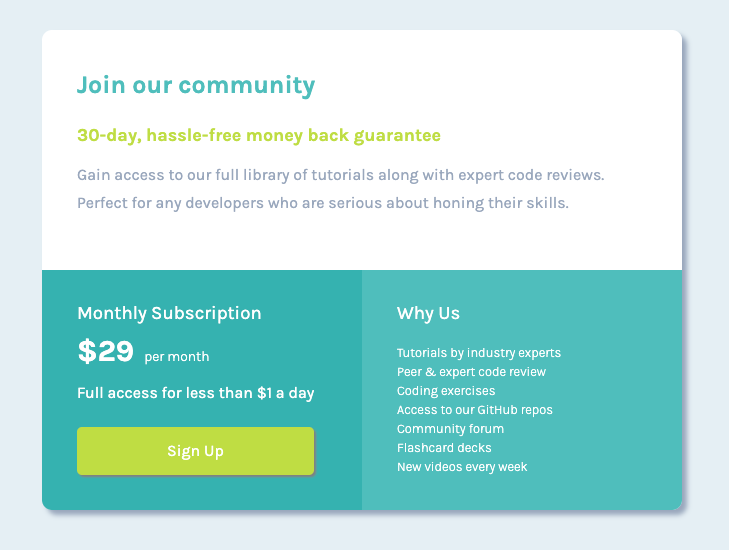 Join our community
30-day, hassle-free money back guarantee
Gain access to our full library of tutorials along with expert code reviews.
Perfect for any developers who are serious about honing their skills.
Monthly Subscription
$29 per month
Full access for less than $1 a day
Sign Up
Why Us
Tutorials by industry experts
Peer & expert code review
Coding exercises
Access to our GitHub repos
Community forum
Flashcard decks
New videos every week